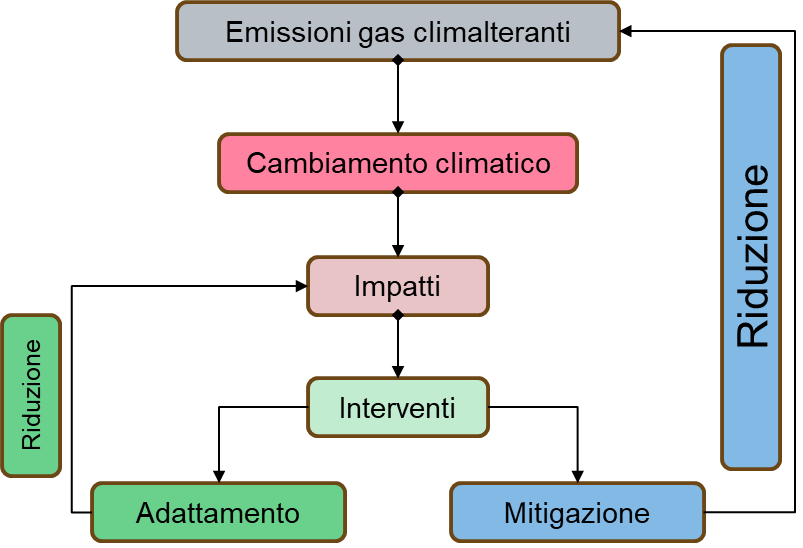 Emissioni gas climalteranti
Cambiamento climatico
Riduzione
Impatti
Riduzione
Interventi
Adattamento
Mitigazione